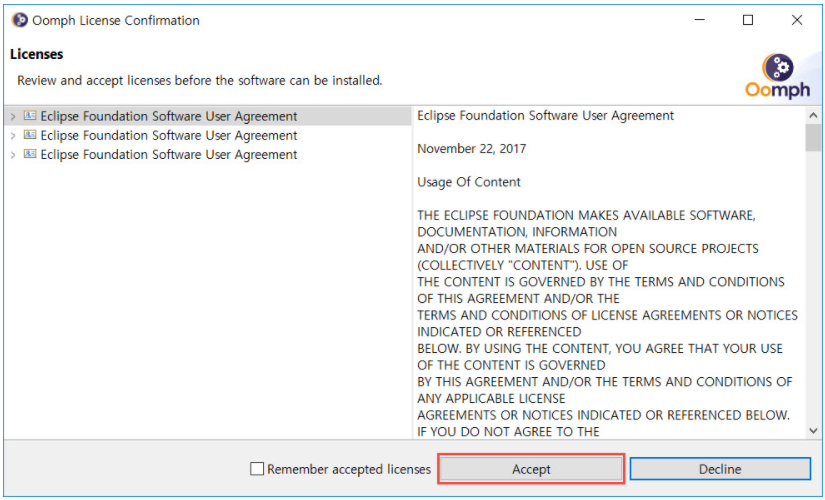 Oomph License Confirmation
Licenses
Review and accept licenses before the software can be installed.
Oomph
Eclipse Foundation Software User Agreement
Eclipse Foundation Software User Agreement
Eclipse Foundation Software User Agreement
Eclipse Foundation Software User Agreement
November 22, 2017
Usage Of Content
THE ECLIPSE FOUNDATION MAKES AVAILABLE SOFTWARE,
DOCUMENTATION, INFORMATION
AND/OR OTHER MATERIALS FOR OPEN SOURCE PROJECTS
(COLLECTIVELY "CONTENT"). USE OF
THE CONTENT IS GOVERNED BY THE TERMS AND CONDITIONS
OF THIS AGREEMENT AND/OR THE
TERMS AND CONDITIONS OF LICENSE AGREEMENTS OR NOTICES
INDICATED OR REFERENCED
BELOW. BY USING THE CONTENT, YOU AGREE THAT YOUR USE
OF THE CONTENT IS GOVERNED
BY THIS AGREEMENT AND/OR THE TERMS AND CONDITIONS OF
ANY APPLICABLE LICENSE
AGREEMENTS OR NOTICES INDICATED OR REFERENCED BELOW.
IF YOU DO NOT AGREE TO THE
Remember accepted licenses
Accept
Decline